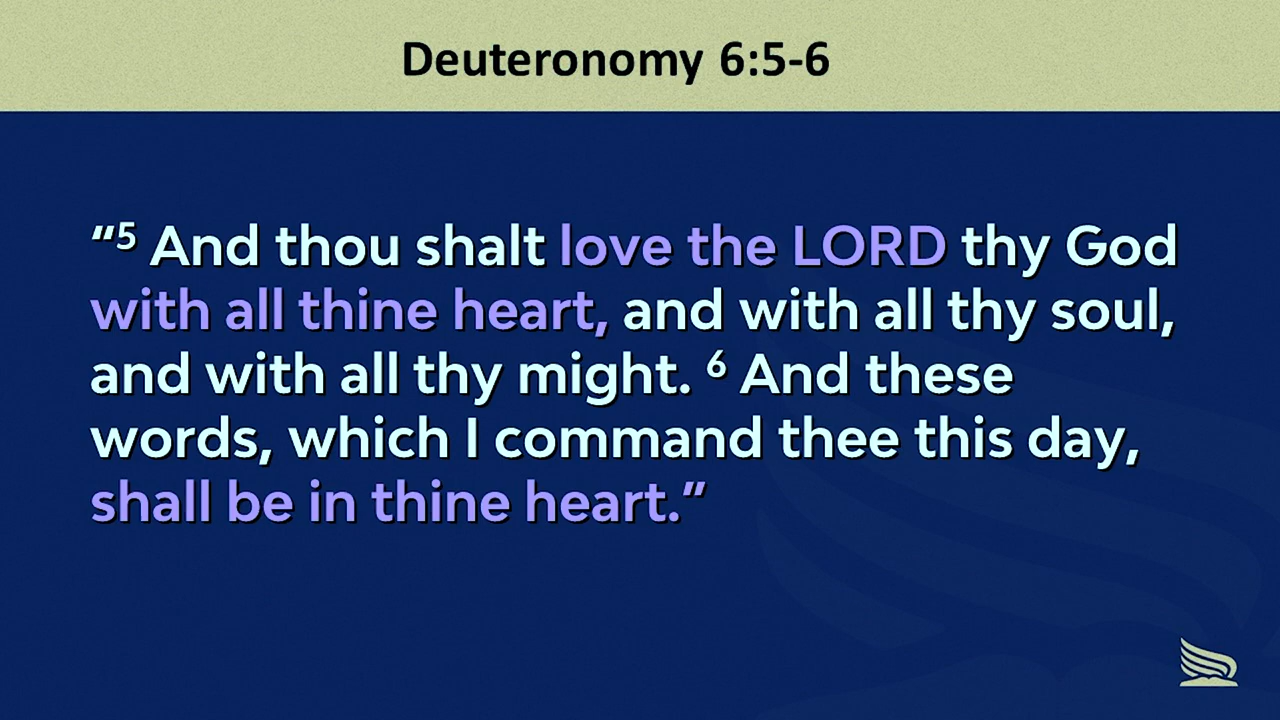 Deuteronomy 6:5-6
“⁵ And thou shalt love the LORD thy God
with all thine heart, and with all thy soul,
and with all thy might. ⁶ And these
words, which I command thee this day,
shall be in thine heart.”